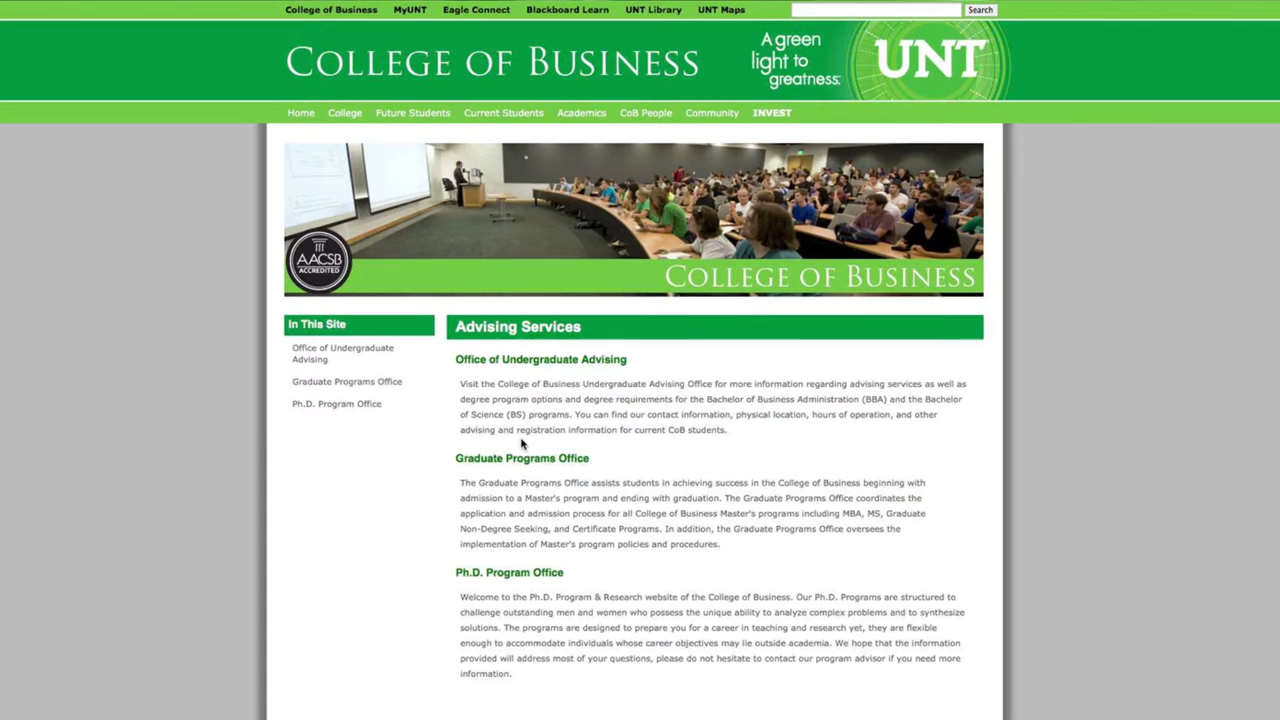 College of Business MyUNT Eagle Connect Blackboard Learn UNT Library UNT Maps Search
COLLEGE OF BUSINESS
A green
light to
greatness:
UNT
Home College Future Students Current Students Academics CoB People Community INVEST
AACSB
ACCREDITED
COLLEGE OF BUSINESS
In This Site
Office of Undergraduate
Advising
Graduate Programs Office
Ph.D. Program Office
Advising Services
Office of Undergraduate Advising
Visit the College of Business Undergraduate Advising Office for more information regarding advising services as well as
degree program options and degree requirements for the Bachelor of Business Administration (BBA) and the Bachelor
of Science (BS) programs. You can find our contact information, physical location, hours of operation, and other
advising and registration information for current CoB students.
Graduate Programs Office
The Graduate Programs Office assists students in achieving success in the College of Business beginning with
admission to a Master's program and ending with graduation. The Graduate Programs Office coordinates the
application and admission process for all College of Business Master's programs including MBA, MS, Graduate
Non-Degree Seeking, and Certificate Programs. In addition, the Graduate Programs Office oversees the
implementation of Master's program policies and procedures.
Ph.D. Program Office
Welcome to the Ph.D. Program & Research website of the College of Business. Our Ph.D. Programs are structured to
challenge outstanding men and women who possess the unique ability to analyze complex problems and to synthesize
solutions. The programs are designed to prepare you for a career in teaching and research yet, they are flexible
enough to accommodate individuals whose career objectives may lie outside academia. We hope that the information
provided will address most of your questions, please do not hesitate to contact our program advisor if you need more
information.